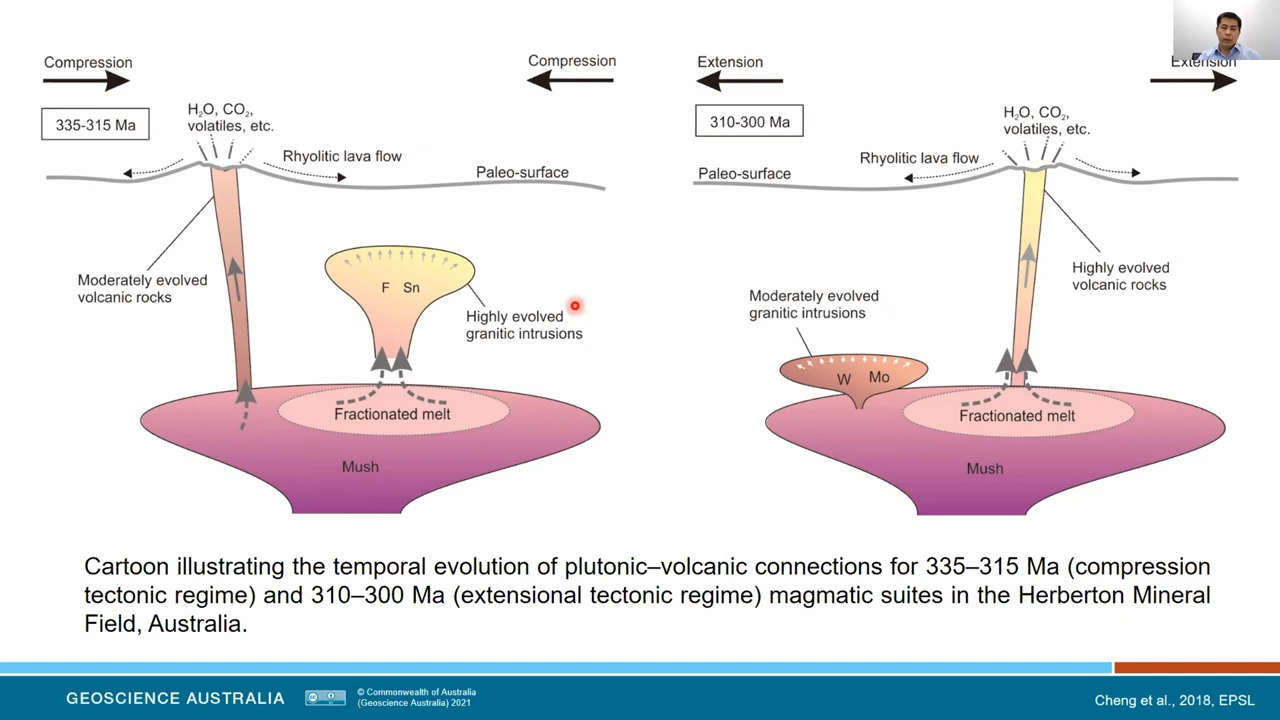 Compression
Compression
335-315 Ma
H₂O, CO₂,
volatiles, etc.
Rhyolitic lava flow
Paleo-surface
Moderately evolved
volcanic rocks
F Sn
Highly evolved
granitic intrusions
Fractionated melt
Mush
Extension
Extension
310-300 Ma
H₂O, CO₂,
volatiles, etc.
Rhyolitic lava flow
Paleo-surface
Highly evolved
volcanic rocks
Moderately evolved
granitic intrusions
W Mo
Fractionated melt
Mush
Cartoon illustrating the temporal evolution of plutonic–volcanic connections for 335–315 Ma (compression
tectonic regime) and 310–300 Ma (extensional tectonic regime) magmatic suites in the Herberton Mineral
Field, Australia.
GEOSCIENCE AUSTRALIA
© Commonwealth of Australia
(Geoscience Australia) 2021
Cheng et al., 2018, EPSL